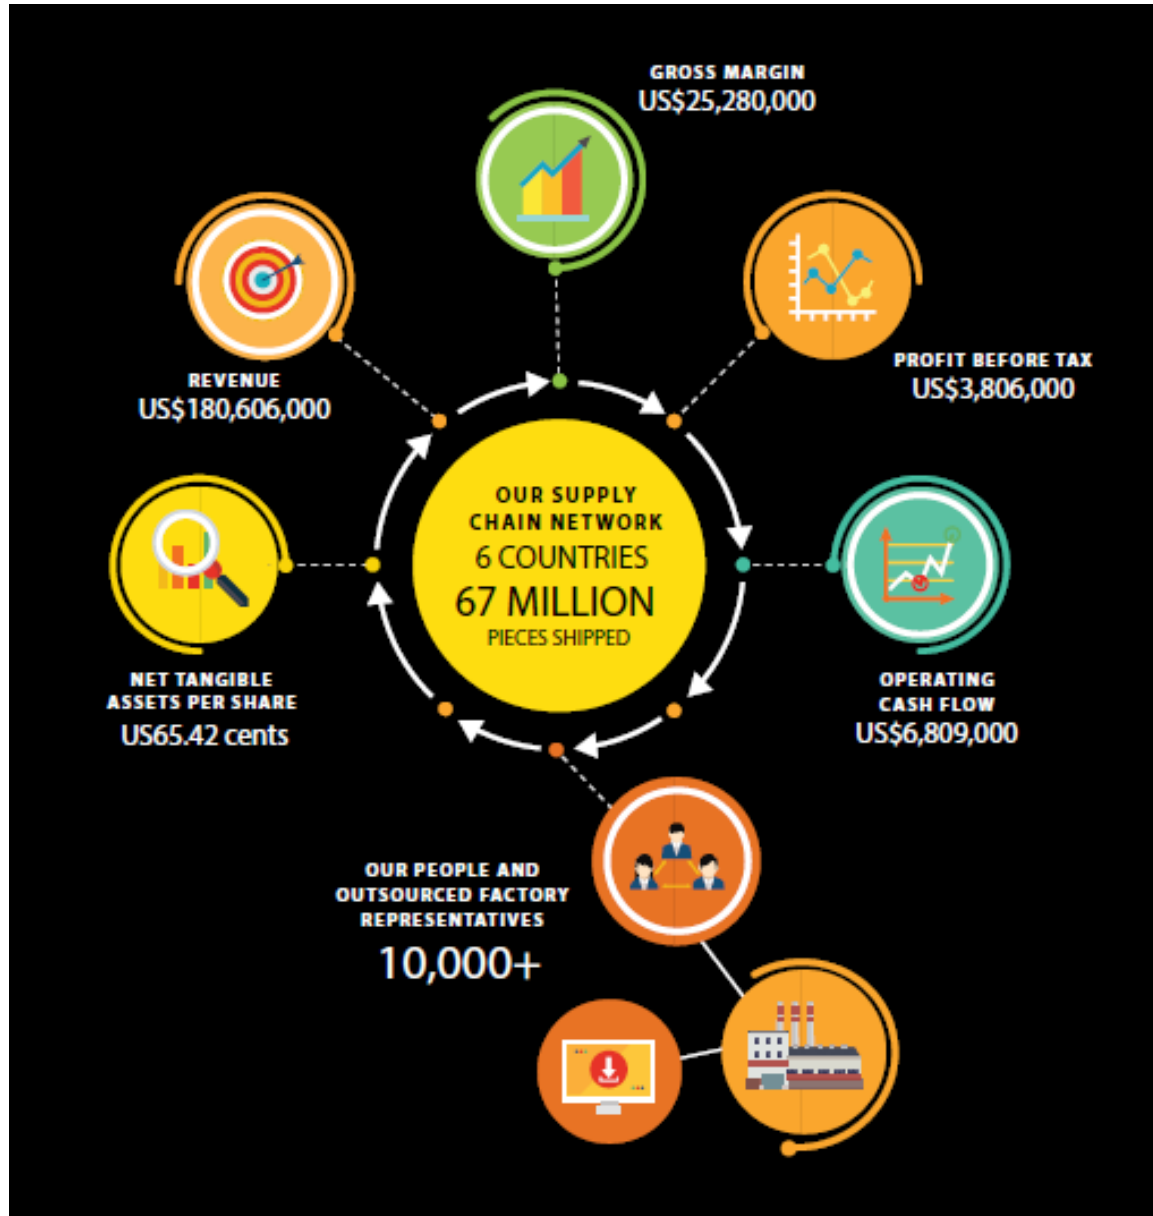 GROSS MARGIN
US$25,280,000
REVENUE
US$180,606,000
PROFIT BEFORE TAX
US$3,806,000
OUR SUPPLY
CHAIN NETWORK
6 COUNTRIES
67 MILLION
PIECES SHIPPED
NET TANGIBLE
ASSETS PER SHARE
US65.42 cents
OPERATING
CASH FLOW
US$6,809,000
OUR PEOPLE AND
OUTSOURCED FACTORY
REPRESENTATIVES
10,000+